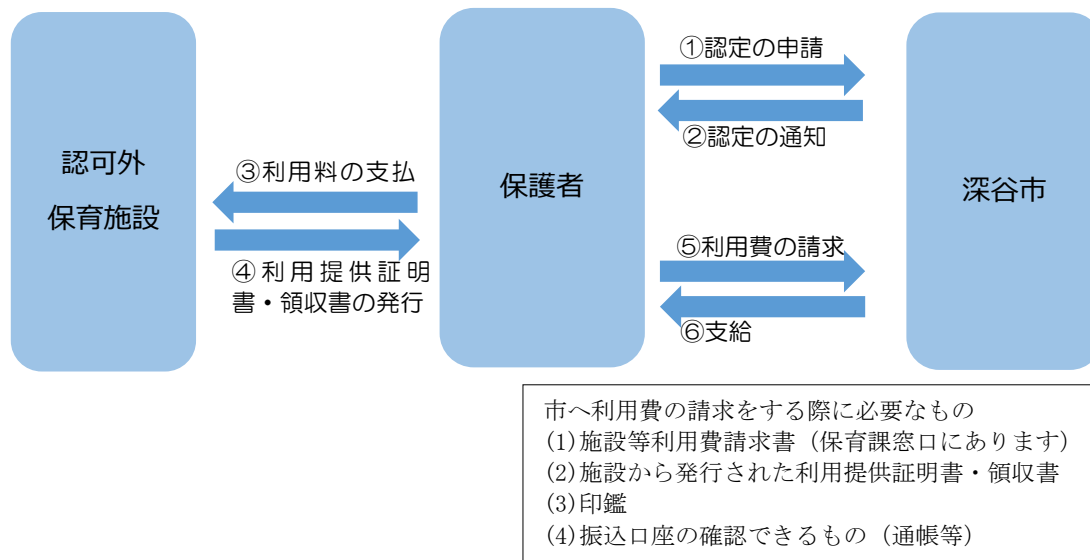 認可外
保育施設
③利用料の支払
④利用提供証明
書・領収書の発行
保護者
①認定の申請
②認定の通知
⑤利用費の請求
⑥支給
深谷市
市へ利用費の請求をする際に必要なもの
(1)施設等利用費請求書（保育課窓口にあります）
(2)施設から発行された利用提供証明書・領収書
(3)印鑑
(4)振込口座の確認できるもの（通帳等）